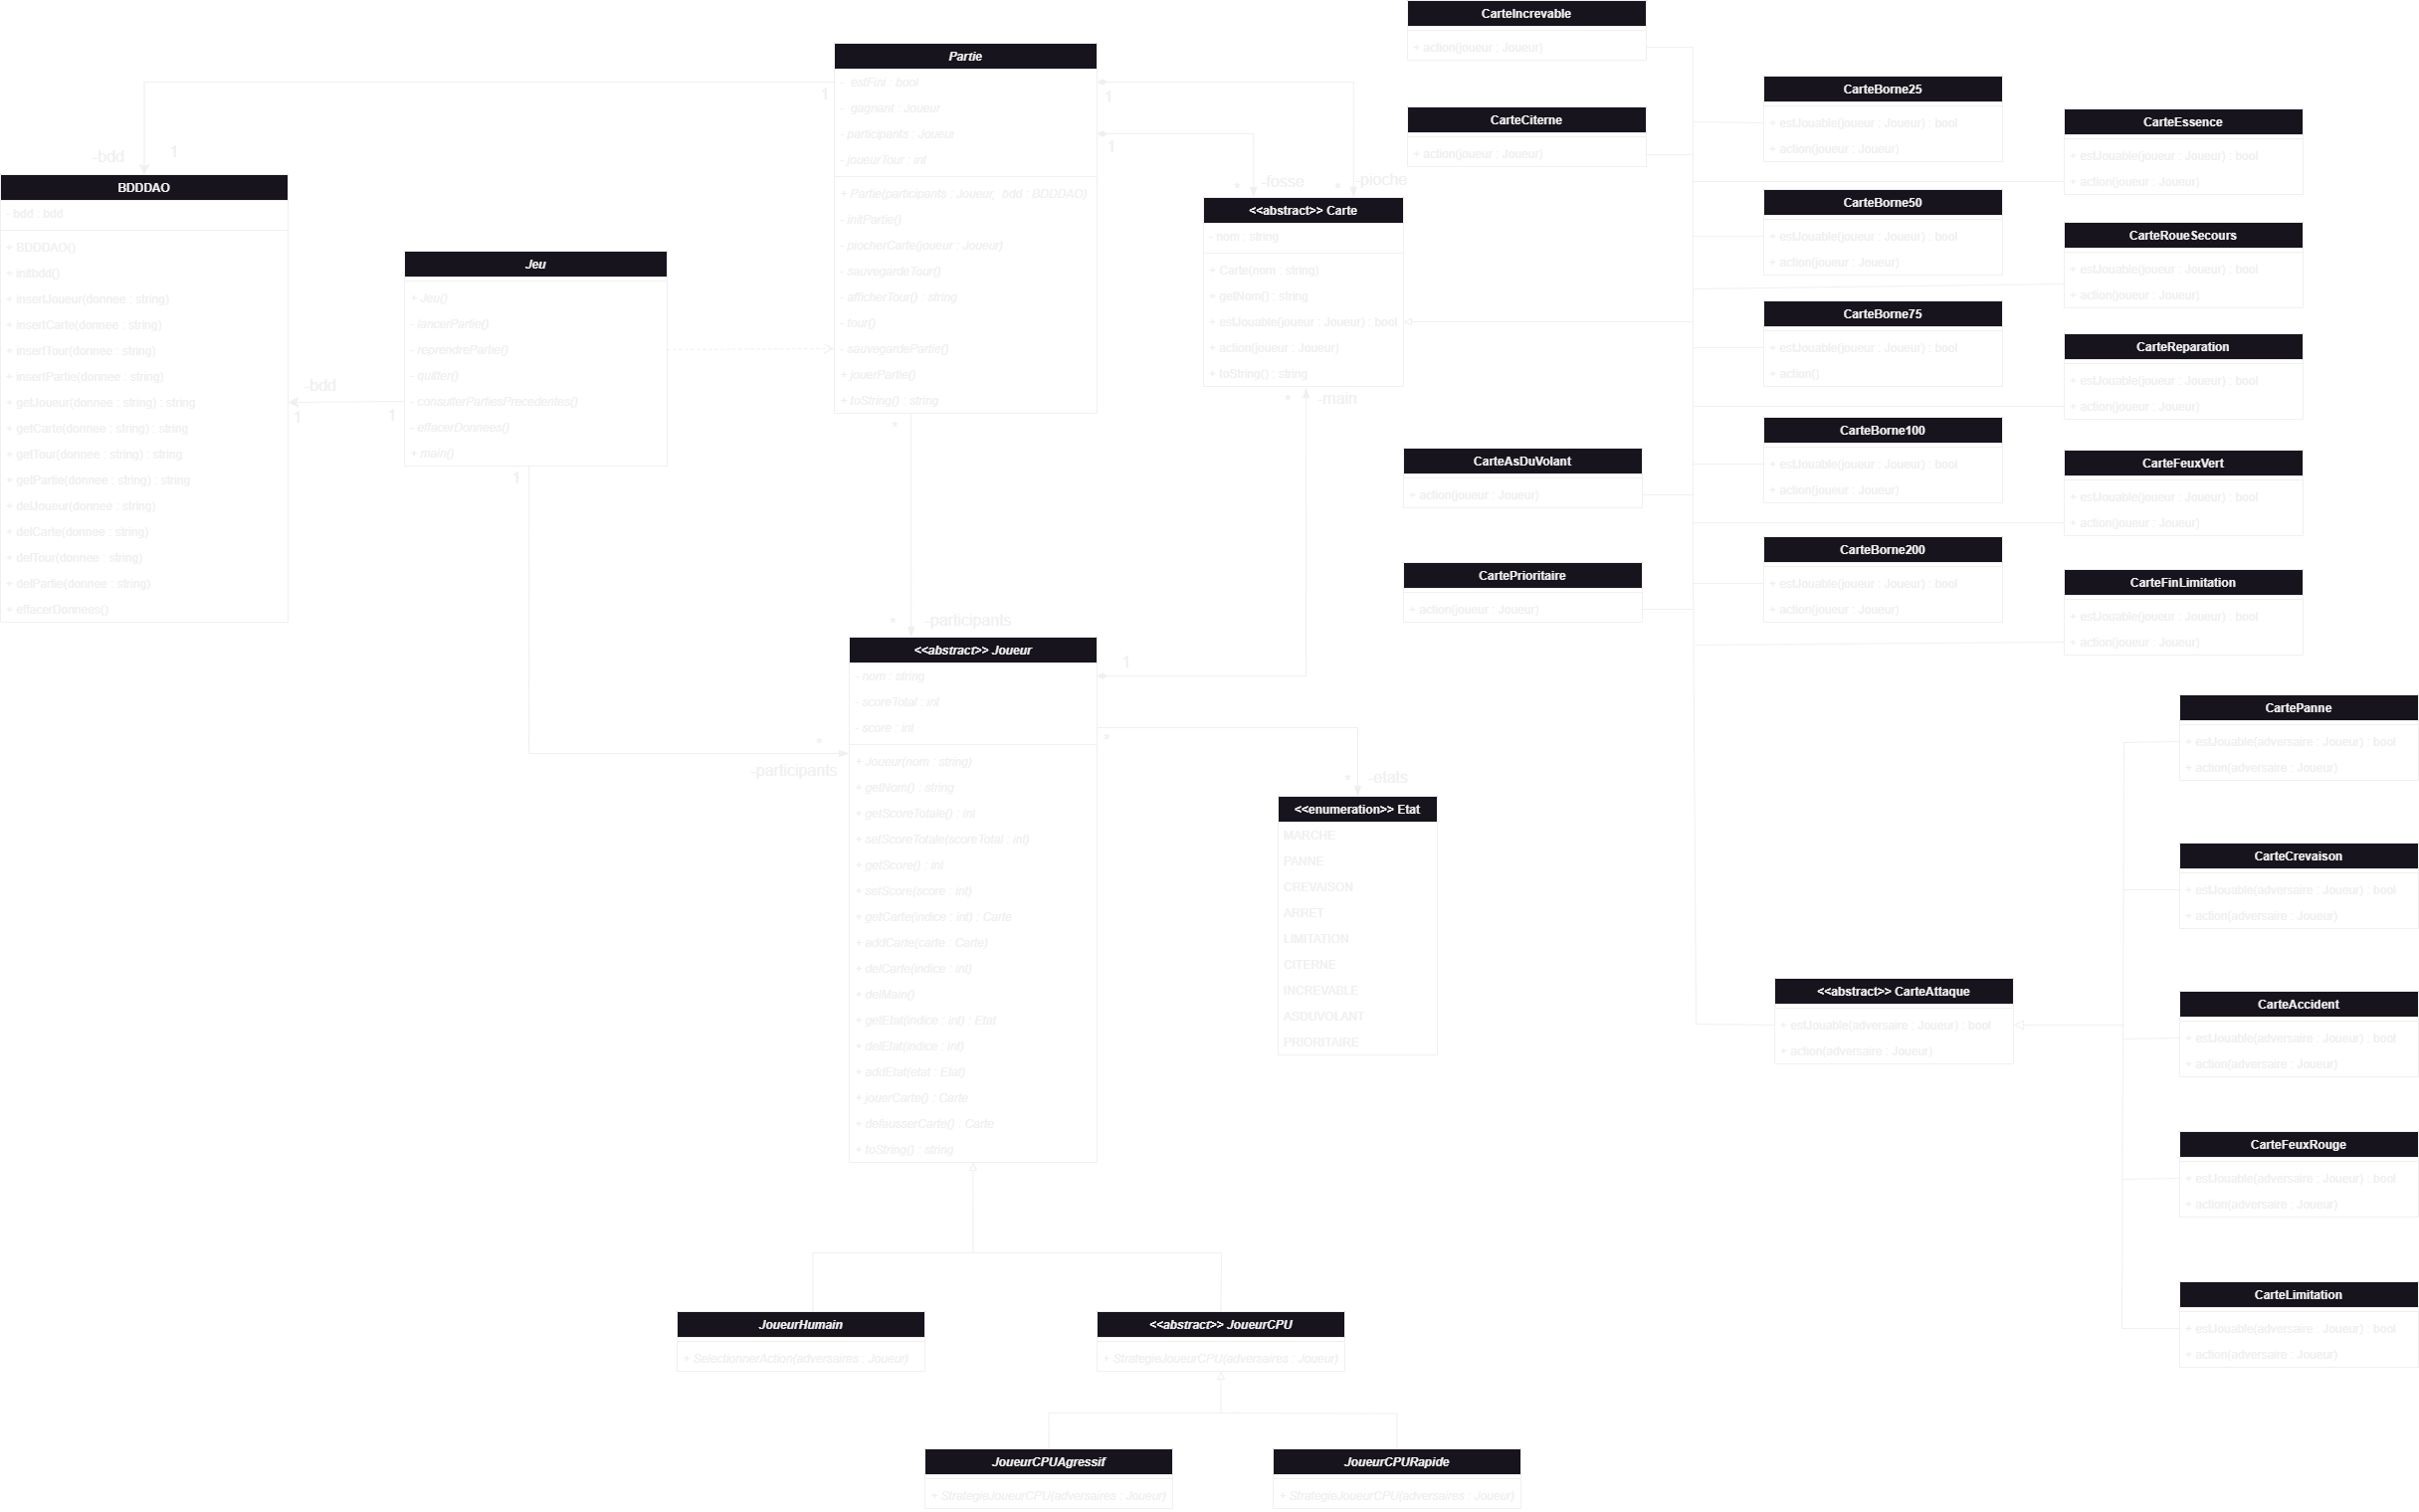 Partie
-  estFini : bool
-  gagnant : Joueur
- participants : Joueur
- joueurTour : int
+ Partie(participants : Joueur,  bdd : BDDDAO)
- initPartie()
- piocherCarte(joueur : Joueur)
- sauvegardeTour()
- afficherTour() : string
- tour()
- sauvegardePartie()
+ jouerPartie()
+ toString() : string
1
1
1
-bdd
1
*
-fosse
*
-pioche
BDDDAO
- bdd : bdd
+ BDDDAO()
+ initbdd()
+ insertJoueur(donnee : string)
+ insertCarte(donnee : string)
+ insertTour(donnee : string)
+ insertPartie(donnee : string)
+ getJoueur(donnee : string) : string
+ getCarte(donnee : string) : string
+ getTour(donnee : string) : string
+ getPartie(donnee : string) : string
+ delJoueur(donnee : string)
+ delCarte(donnee : string)
+ delTour(donnee : string)
+ delPartie(donnee : string)
+ effacerDonnees()
-bdd
1
1
Jeu
+ Jeu()
- lancerPartie()
- reprendrePartie()
- quitter()
- consulterPartiesPrecedentes()
- effacerDonnees()
+ main()
1
*
-participants
*
*
-participants
<<abstract>> Carte
- nom : string
+ Carte(nom : string)
+ getNom() : string
+ estJouable(joueur : Joueur) : bool
+ action(joueur : Joueur)
+ toString() : string
*
-main
1
<<abstract>> Joueur
- nom : string
- scoreTotal : int
- score : int
+ Joueur(nom : string)
+ getNom() : string
+ getScoreTotale() : int
+ setScoreTotale(scoreTotal : int)
+ getScore() : int
+ setScore(score : int)
+ getCarte(indice : int) : Carte
+ addCarte(carte : Carte)
+ delCarte(indice : int)
+ delMain()
+ getEtat(indice : int) : Etat
+ delEtat(indice : int)
+ addEtat(etat : Etat)
+ jouerCarte() : Carte
+ defausserCarte() : Carte
+ toString() : string
*
*
-etats
<<enumeration>> Etat
MARCHE
PANNE
CREVAISON
ARRET
LIMITATION
CITERNE
INCREVABLE
ASDUVOLANT
PRIORITAIRE
JoueurHumain
+ SelectionnerAction(adversaires : Joueur)
<<abstract>> JoueurCPU
+ StrategieJoueurCPU(adversaires : Joueur)
JoueurCPUAgressif
+ StrategieJoueurCPU(adversaires : Joueur)
JoueurCPURapide
+ StrategieJoueurCPU(adversaires : Joueur)
CarteIncrevable
+ action(joueur : Joueur)
CarteCiterne
+ action(joueur : Joueur)
CarteAsDuVolant
+ action(joueur : Joueur)
CartePrioritaire
+ action(joueur : Joueur)
CarteBorne25
+ estJouable(joueur : Joueur) : bool
+ action(joueur : Joueur)
CarteBorne50
+ estJouable(joueur : Joueur) : bool
+ action(joueur : Joueur)
CarteBorne75
+ estJouable(joueur : Joueur) : bool
+ action()
CarteBorne100
+ estJouable(joueur : Joueur) : bool
+ action(joueur : Joueur)
CarteBorne200
+ estJouable(joueur : Joueur) : bool
+ action(joueur : Joueur)
CarteEssence
+ estJouable(joueur : Joueur) : bool
+ action(joueur : Joueur)
CarteRoueSecours
+ estJouable(joueur : Joueur) : bool
+ action(joueur : Joueur)
CarteReparation
+ estJouable(joueur : Joueur) : bool
+ action(joueur : Joueur)
CarteFeuxVert
+ estJouable(joueur : Joueur) : bool
+ action(joueur : Joueur)
CarteFinLimitation
+ estJouable(joueur : Joueur) : bool
+ action(joueur : Joueur)
<<abstract>> CarteAttaque
+ estJouable(adversaire : Joueur) : bool
+ action(adversaire : Joueur)
CartePanne
+ estJouable(adversaire : Joueur) : bool
+ action(adversaire : Joueur)
CarteCrevaison
+ estJouable(adversaire : Joueur) : bool
+ action(adversaire : Joueur)
CarteAccident
+ estJouable(adversaire : Joueur) : bool
+ action(adversaire : Joueur)
CarteFeuxRouge
+ estJouable(adversaire : Joueur) : bool
+ action(adversaire : Joueur)
CarteLimitation
+ estJouable(adversaire : Joueur) : bool
+ action(adversaire : Joueur)